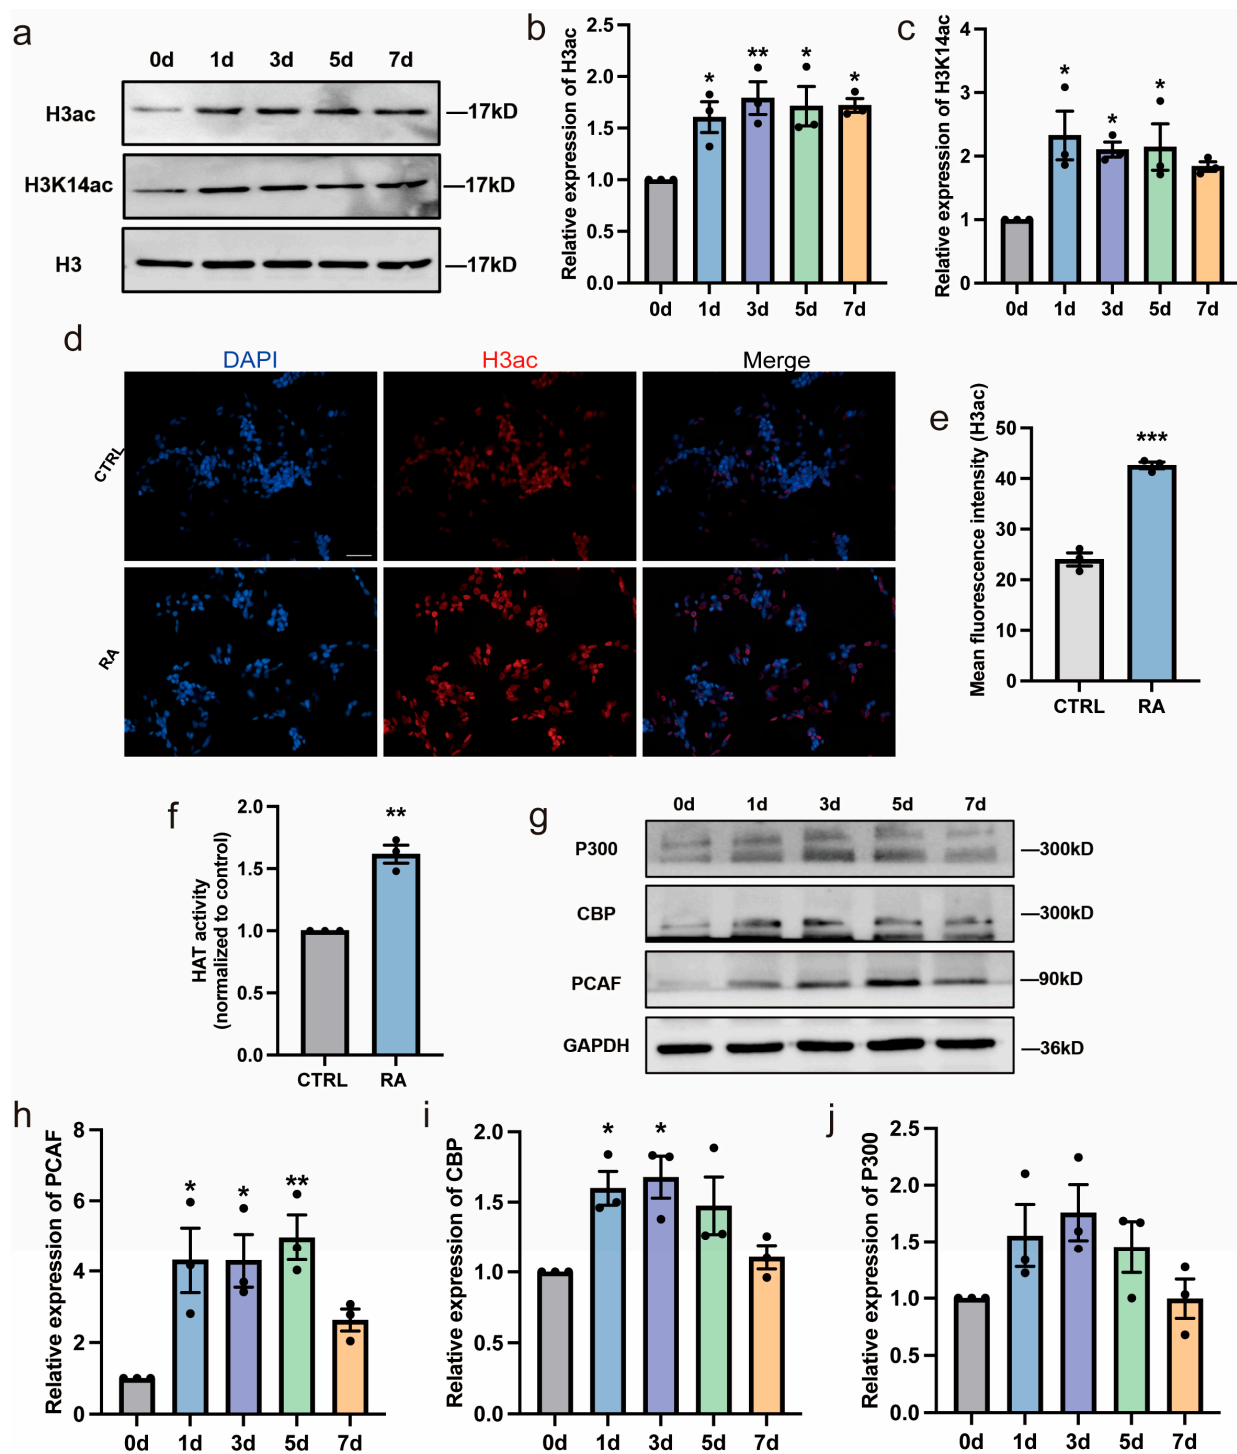 a
0d 1d 3d 5d 7d
H3ac
—17kD
H3K14ac
—17kD
H3
—17kD
b
Relative expression of H3ac
2.5
2.0
1.5
1.0
0.5
0.0
* ** * *
0d 1d 3d 5d 7d
c
Relative expression of H3K14ac
4
3
2
1
0
* * *
0d 1d 3d 5d 7d
d
DAPI H3ac Merge
CTRL
RA
e
Mean fluorescence intensity (H3ac)
50
40
30
20
10
0
***
CTRL RA
f
HAT activity
(normalized to control)
2.0
1.5
1.0
0.5
0.0
**
CTRL RA
g
0d 1d 3d 5d 7d
P300
—300kD
CBP
—300kD
PCAF
—90kD
GAPDH
—36kD
h
Relative expression of PCAF
8
6
4
2
0
* * **
0d 1d 3d 5d 7d
i
Relative expression of CBP
2.0
1.5
1.0
0.5
0.0
* *
0d 1d 3d 5d 7d
j
Relative expression of P300
2.5
2.0
1.5
1.0
0.5
0.0
0d 1d 3d 5d 7d